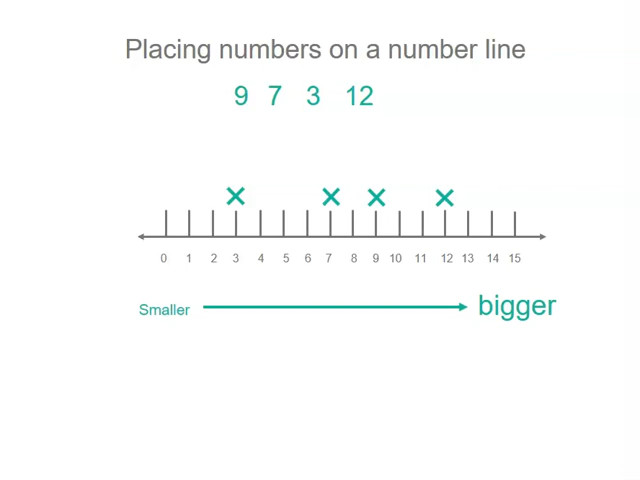 Placing numbers on a number line
9 7 3 12
0 1 2 3 4 5 6 7 8 9 10 11 12 13 14 15
Smaller bigger